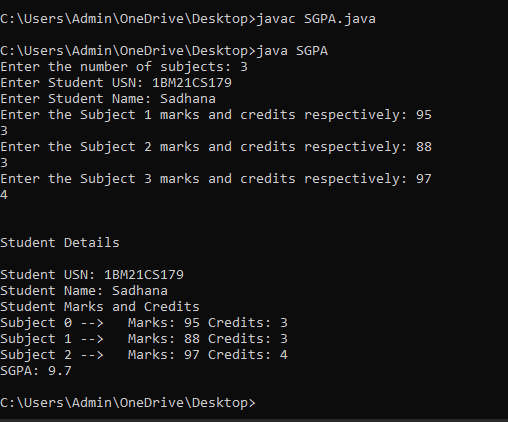 C:\Users\Admin\OneDrive\Desktop>javac SGPA.java
C:\Users\Admin\OneDrive\Desktop>java SGPA
Enter the number of subjects: 3
Enter Student USN: 1BM21CS179
Enter Student Name: Sadhana
Enter the Subject 1 marks and credits respectively: 95
3
Enter the Subject 2 marks and credits respectively: 88
3
Enter the Subject 3 marks and credits respectively: 97
4
Student Details
Student USN: 1BM21CS179
Student Name: Sadhana
Student Marks and Credits
Subject 0 -->   Marks: 95 Credits: 3
Subject 1 -->   Marks: 88 Credits: 3
Subject 2 -->   Marks: 97 Credits: 4
SGPA: 9.7
C:\Users\Admin\OneDrive\Desktop>